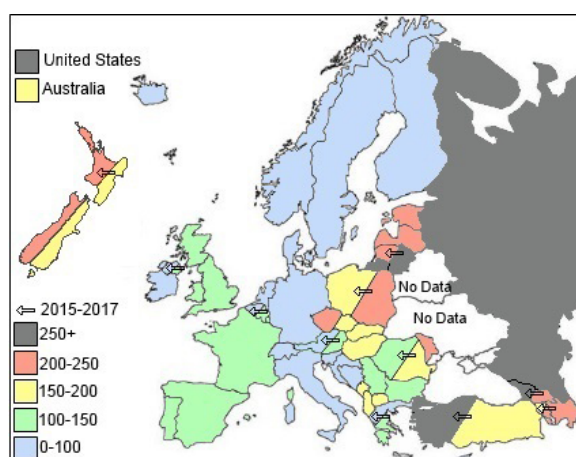 United States
Australia
No Data
No Data
2015-2017
250+
200-250
150-200
100-150
0-100